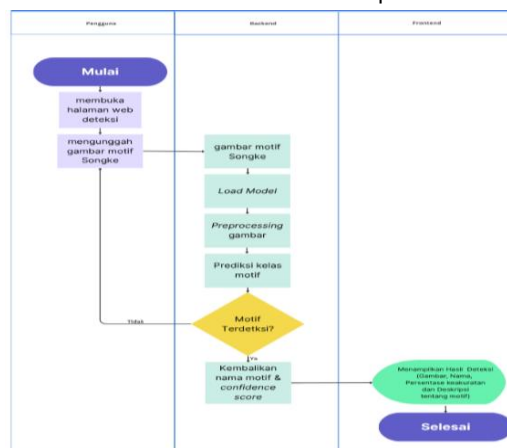 Pengguna
Backend
Frontend
Mulai
membuka
halaman web
deteksi
mengunggah
gambar motif
Songke
gambar motif
Songke
Load Model
Preprocessing
gambar
Prediksi kelas
motif
Motif
Terdetksi?
Tidak
Ya
Kembalikan
nama motif &
confidence
score
Menampilkan Hasil Deteksi
(Gambar, Nama,
Persentase keakuratan
dan Deskripsi
tentang motif)
Selesai